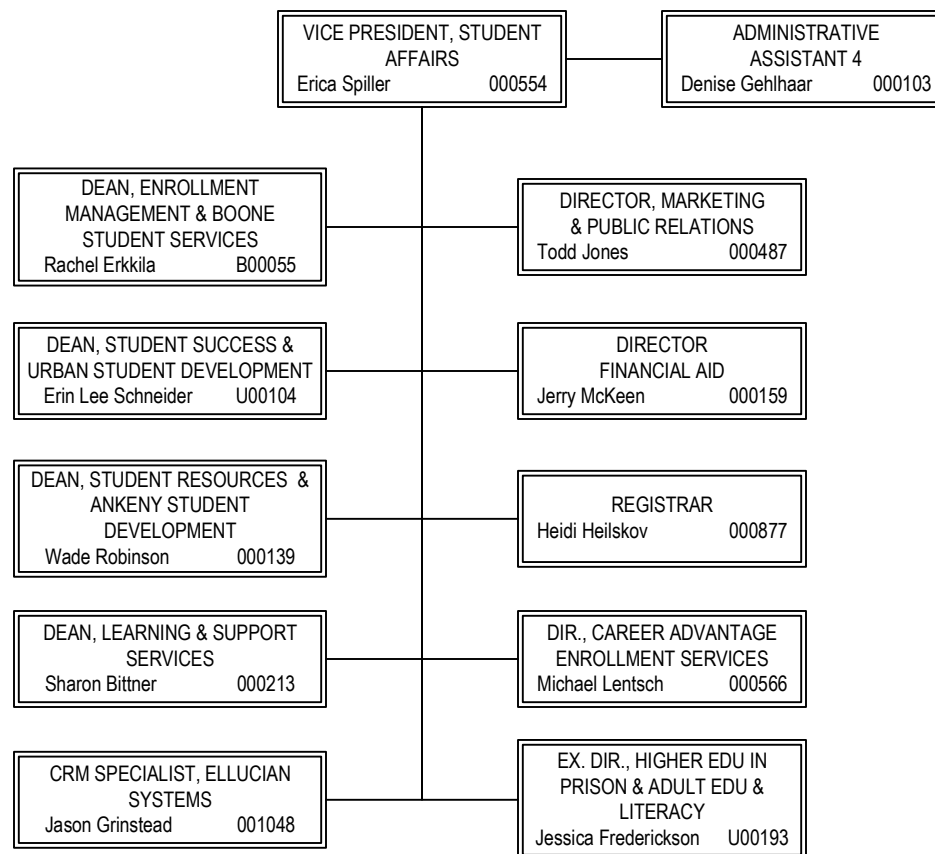 VICE PRESIDENT, STUDENT
AFFAIRS
Erica Spiller 000554
ADMINISTRATIVE
ASSISTANT 4
Denise Gehlhaar 000103
DEAN, ENROLLMENT
MANAGEMENT & BOONE
STUDENT SERVICES
Rachel Erkkila B00055
DIRECTOR, MARKETING
& PUBLIC RELATIONS
Todd Jones 000487
DEAN, STUDENT SUCCESS &
URBAN STUDENT DEVELOPMENT
Erin Lee Schneider U00104
DIRECTOR
FINANCIAL AID
Jerry McKeen 000159
DEAN, STUDENT RESOURCES &
ANKENY STUDENT
DEVELOPMENT
Wade Robinson 000139
REGISTRAR
Heidi Heilskov 000877
DEAN, LEARNING & SUPPORT
SERVICES
Sharon Bittner 000213
DIR., CAREER ADVANTAGE
ENROLLMENT SERVICES
Michael Lentsch 000566
CRM SPECIALIST, ELLUCIAN
SYSTEMS
Jason Grinstead 001048
EX. DIR., HIGHER EDU IN
PRISON & ADULT EDU &
LITERACY
Jessica Frederickson U00193